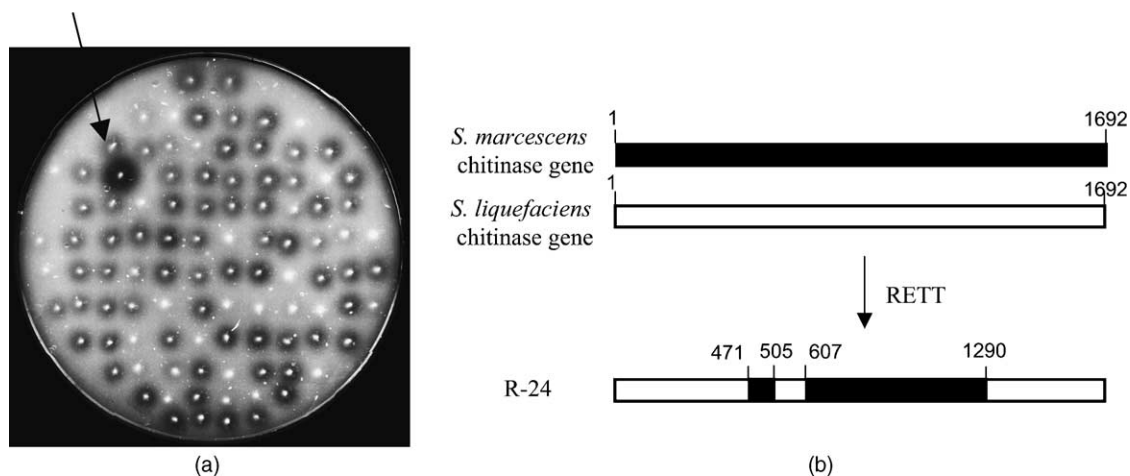 1
1692
S. marcescens
chitinase gene
1
1692
S. liquefaciens
chitinase gene
RETT
471
505
607
1290
R-24
(a)
(b)